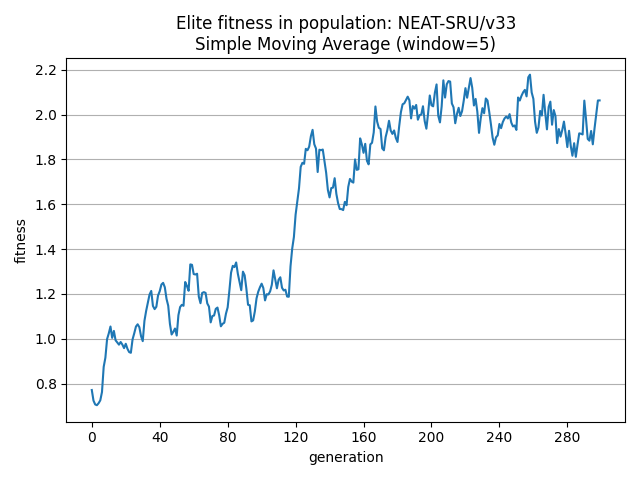 Elite fitness in population: NEAT-SRU/v33
Simple Moving Average (window=5)
2.2
2.0
1.8
1.6
1.4
1.2
1.0
0.8
fitness
0 40 80 120 160 200 240 280
generation